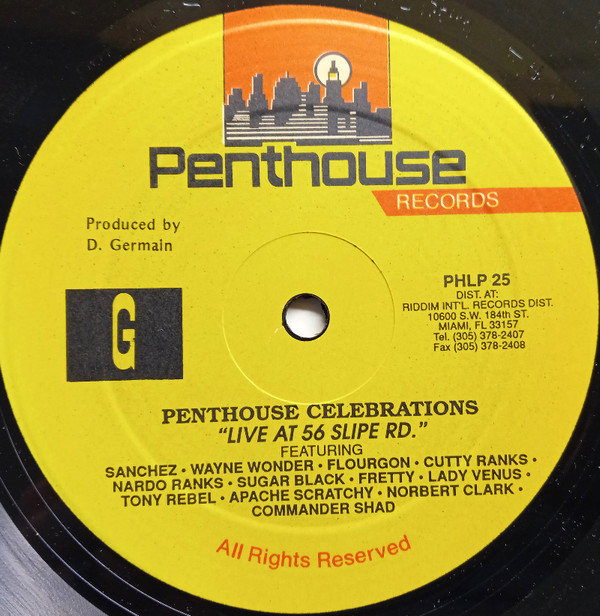 Penthouse
RECORDS
Produced by
D. Germain
G
PHLP 25
DIST. AT:
RIDDIM INT'L. RECORDS DIST.
10600 S.W. 184th ST.
MIAMI, FL 33157
Tel. (305) 378-2407
Fax (305) 378-2408
PENTHOUSE CELEBRATIONS
"LIVE AT 56 SLIPE RD."
FEATURING
SANCHEZ • WAYNE WONDER • FLOURGON • CUTTY RANKS •
NARDO RANKS • SUGAR BLACK • FRETTY • LADY VENUS •
TONY REBEL • APACHE SCRATCHY • NORBERT CLARK •
COMMANDER SHAD
All Rights Reserved